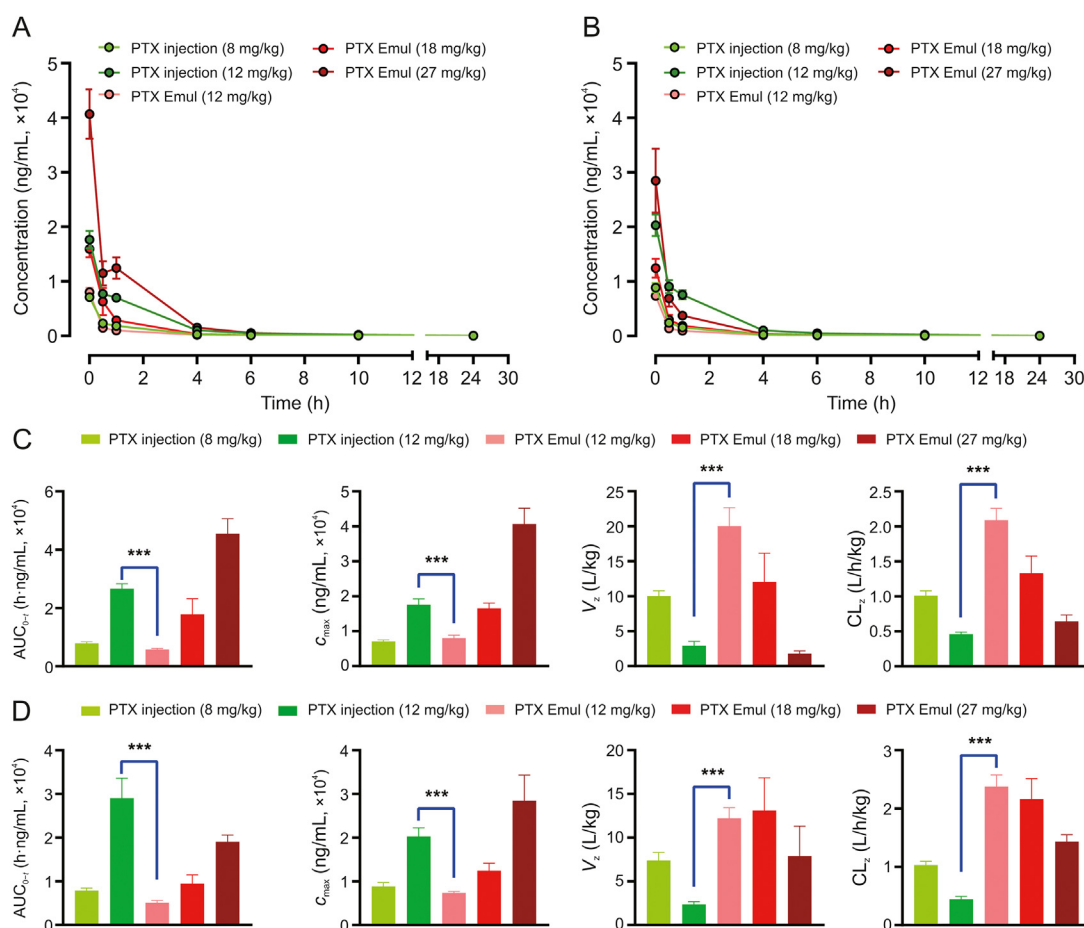 A
PTX injection (8 mg/kg)
PTX Emul (18 mg/kg)
PTX injection (12 mg/kg)
PTX Emul (27 mg/kg)
PTX Emul (12 mg/kg)
Concentration (ng/mL, ×10⁴)
5
4
3
2
1
0
0 2 4 6 8 10 12 18 24 30
Time (h)
B
PTX injection (8 mg/kg)
PTX Emul (18 mg/kg)
PTX injection (12 mg/kg)
PTX Emul (27 mg/kg)
PTX Emul (12 mg/kg)
Concentration (ng/mL, ×10⁴)
5
4
3
2
1
0
0 2 4 6 8 10 12 18 24 30
Time (h)
C
PTX injection (8 mg/kg) PTX injection (12 mg/kg) PTX Emul (12 mg/kg) PTX Emul (18 mg/kg) PTX Emul (27 mg/kg)
AUC₀₋ₜ (h·ng/mL, ×10⁴)
6
4
2
0
***
cmax (ng/mL, ×10⁴)
5
4
3
2
1
0
***
Vz (L/kg)
25
20
15
10
5
0
***
CLz (L/h/kg)
2.5
2.0
1.5
1.0
0.5
0
***
D
PTX injection (8 mg/kg) PTX injection (12 mg/kg) PTX Emul (12 mg/kg) PTX Emul (18 mg/kg) PTX Emul (27 mg/kg)
AUC₀₋ₜ (h·ng/mL, ×10⁴)
4
3
2
1
0
***
cmax (ng/mL, ×10⁴)
4
3
2
1
0
***
Vz (L/kg)
20
15
10
5
0
***
CLz (L/h/kg)
3
2
1
0
***